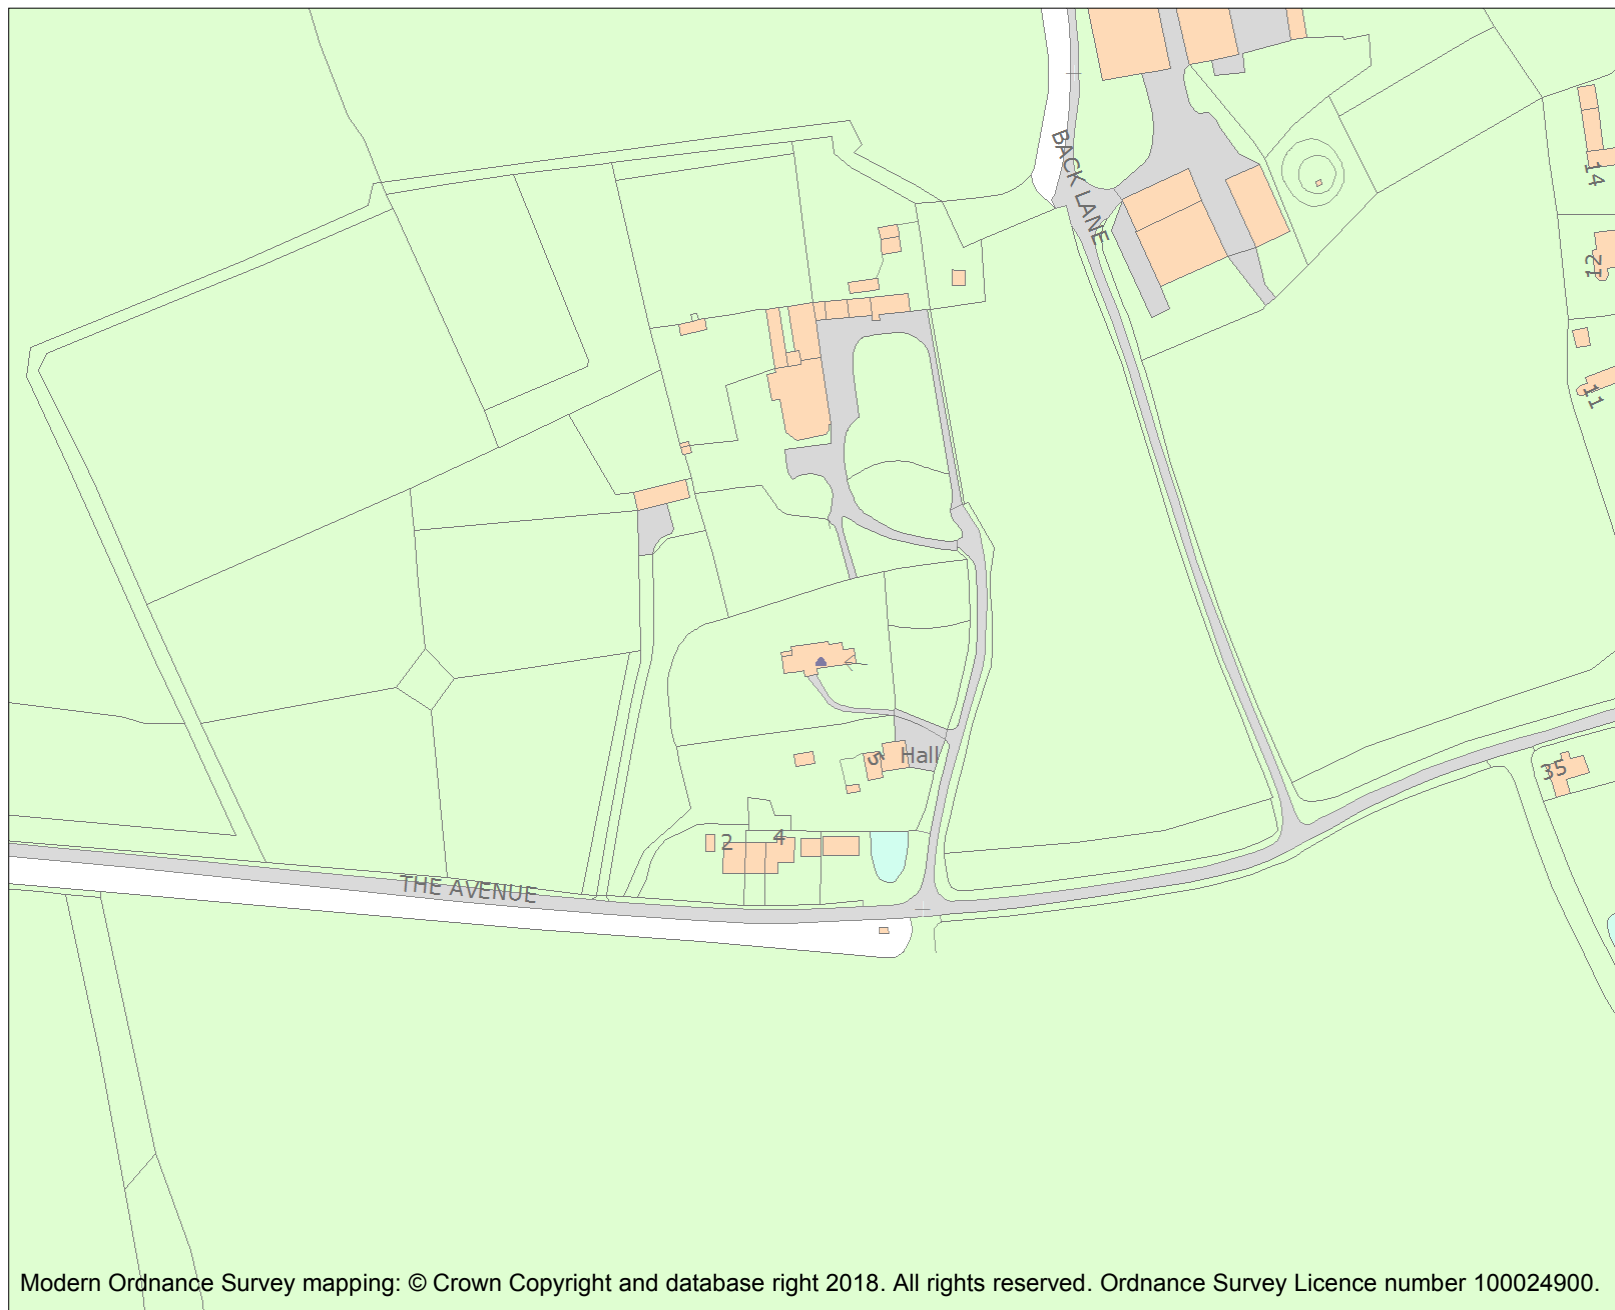 BACK LANE
14
12
11
5
Hall
35
2
4
THE AVENUE
Modern Ordnance Survey mapping: © Crown Copyright and database right 2018. All rights reserved. Ordnance Survey Licence number 100024900.